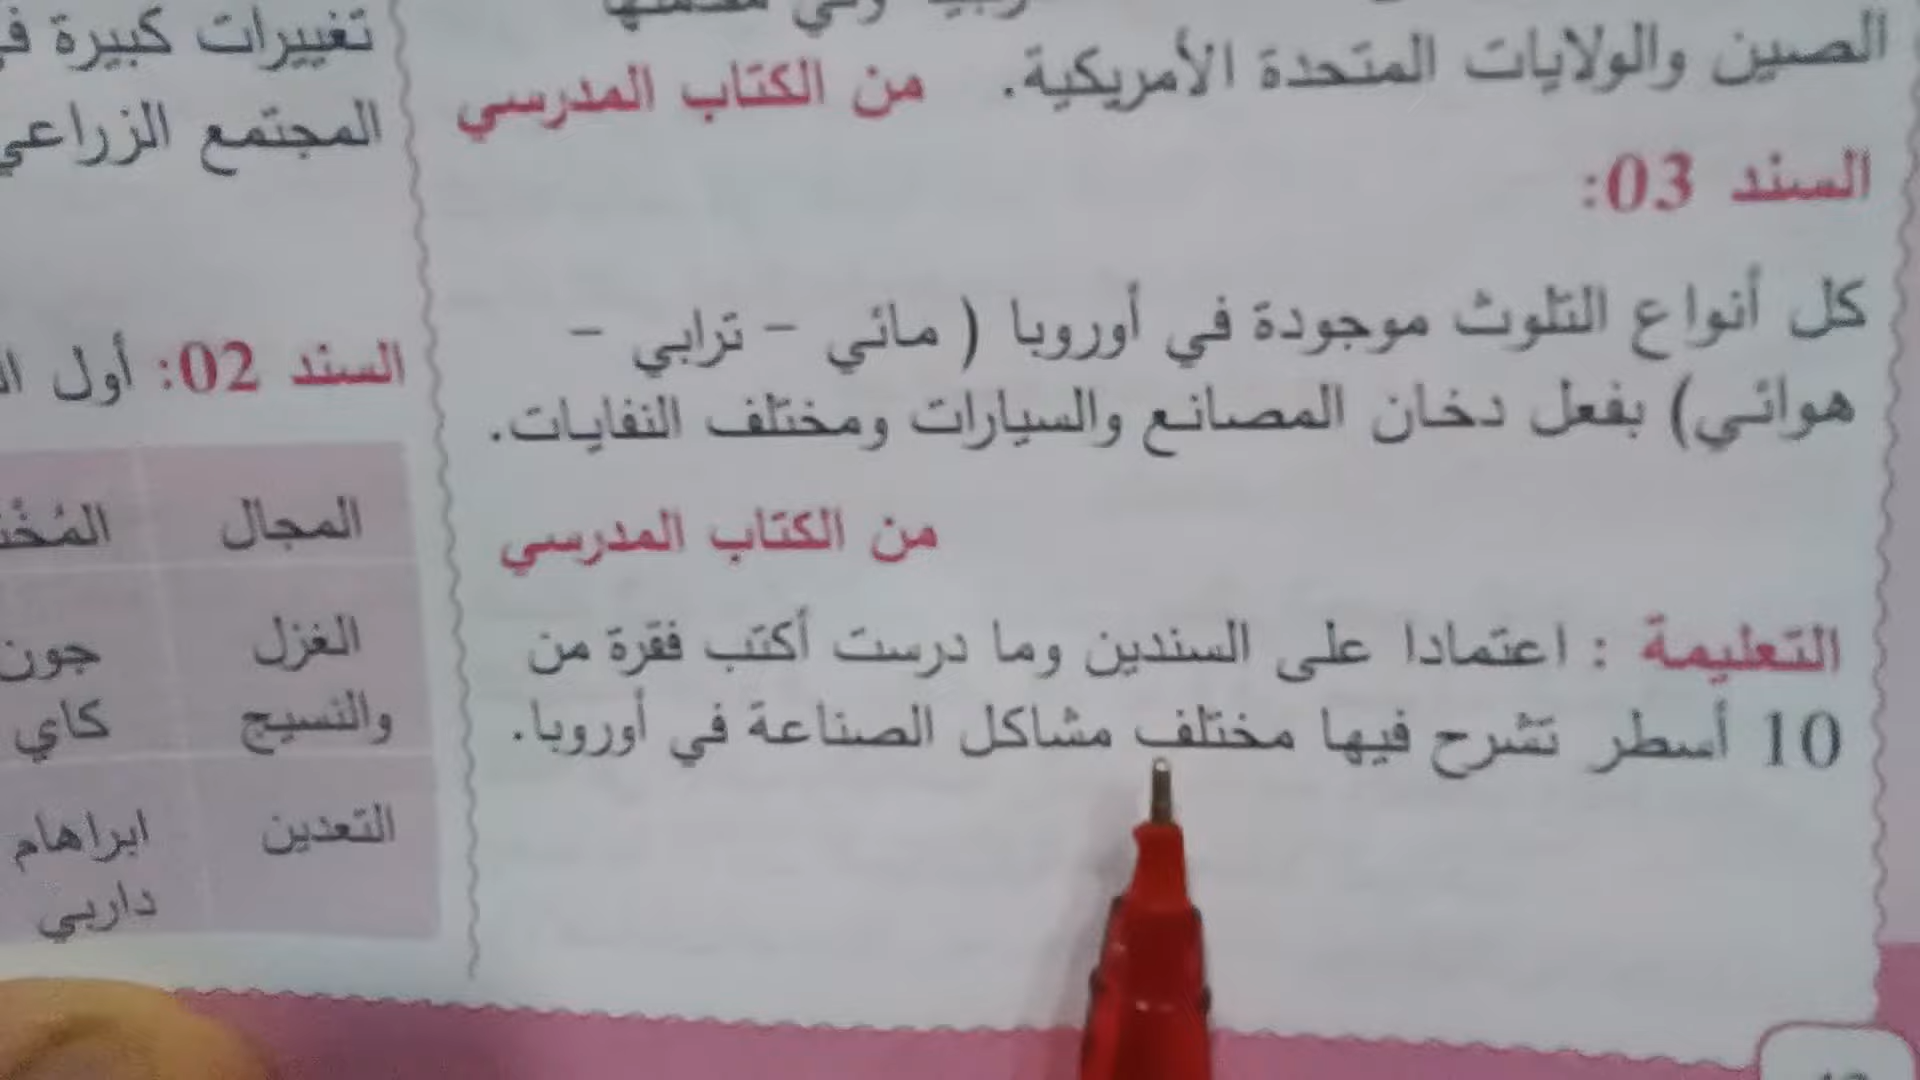 الصين والولايات المتحدة الأمريكية. من الكتاب المدرسي
السند 03:
كل أنواع التلوث موجودة في أوروبا ( مائي - ترابي -
هوائي) بفعل دخان المصانع والسيارات ومختلف النفايات.
من الكتاب المدرسي
التعليمة : اعتمادا على السندين وما درست أكتب فقرة من
10 أسطر تشرح فيها مختلف مشاكل الصناعة في أوروبا.
تغييرات كبيرة
المجتمع الزراعي
السند 02: أول
المجال
الغزل جون
والنسيج كاي
التعدين ابراهام
داربي